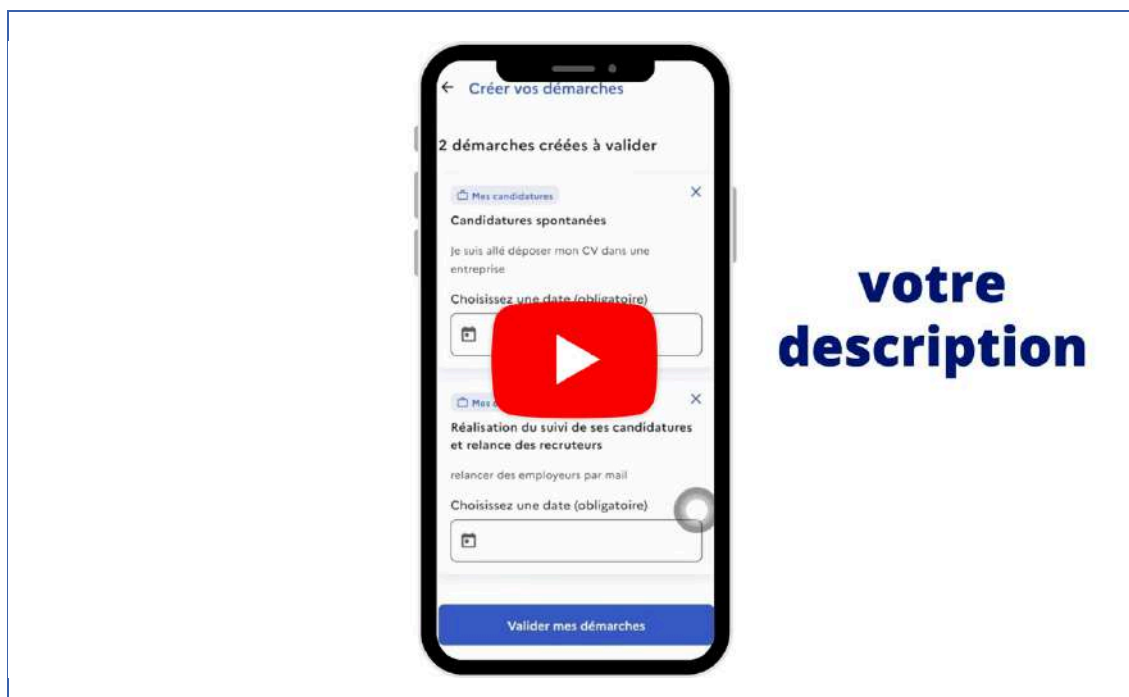 Créer vos démarches
2 démarches créées à valider
Mes candidatures
Candidatures spontanées
Je suis allé déposer mon CV dans une
entreprise
Choisissez une date (obligatoire)
Mes
Réalisation du suivi de ses candidatures
et relance des recruteurs
relancer des employeurs par mail
Choisissez une date (obligatoire)
Valider mes démarches
votre
description